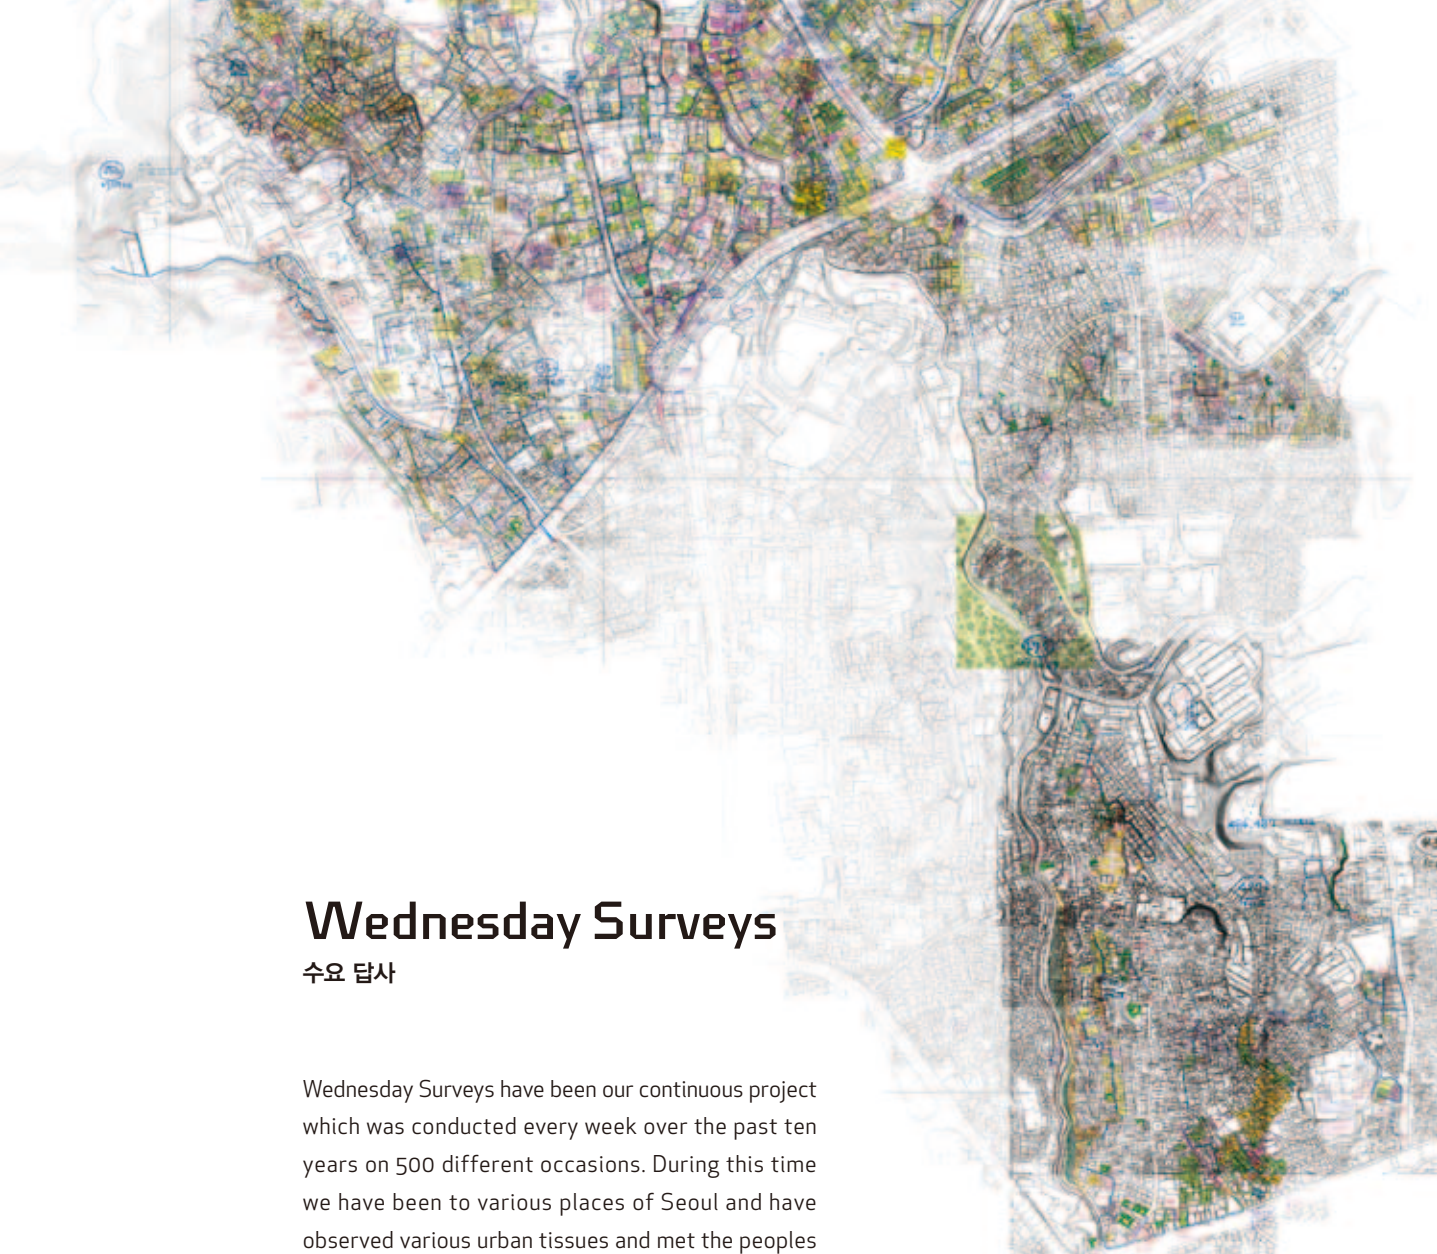 Wednesday Surveys
수요 답사
Wednesday Surveys have been our continuous project
which was conducted every week over the past ten
years on 500 different occasions. During this time
we have been to various places of Seoul and have
observed various urban tissues and met the peoples